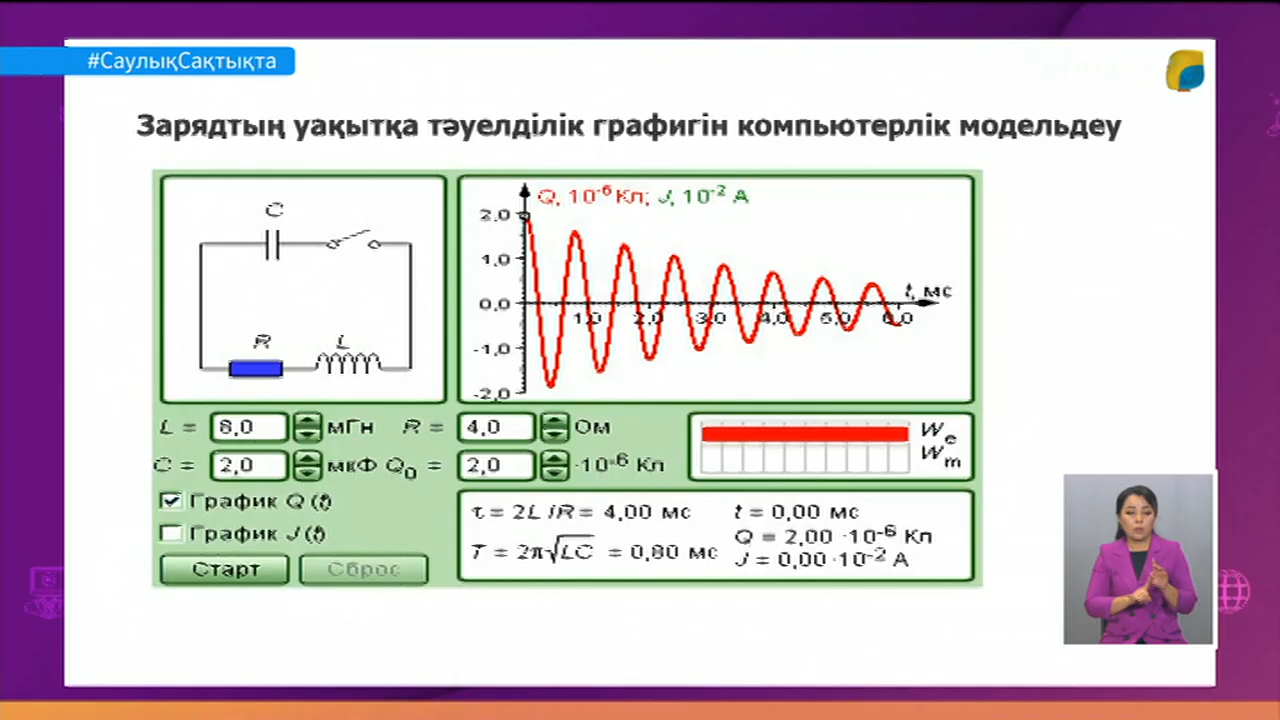 #СаулықСақтықта
Зарядтың уақытқа тәуелділік графигін компьютерлік модельдеу
C
R L
Q, 10⁻⁶ Кл; J, 10⁻² А
2,0
1,0
0,0
-1,0
-2,0
t, мс
1,0 2,0 3,0 4,0 5,0 6,0
L = 8,0 мГн R = 4,0 Ом
C = 2,0 мкФ Q₀ = 2,0 ·10⁻⁶ Кл
Wₑ
Wₘ
График Q (t)
График J (t)
Старт Сброс
τ = 2L /R = 4,00 мс
T = 2π√LC = 0,80 мс
t = 0,00 мс
Q = 2,00 ·10⁻⁶ Кл
J = 0,00·10⁻² А